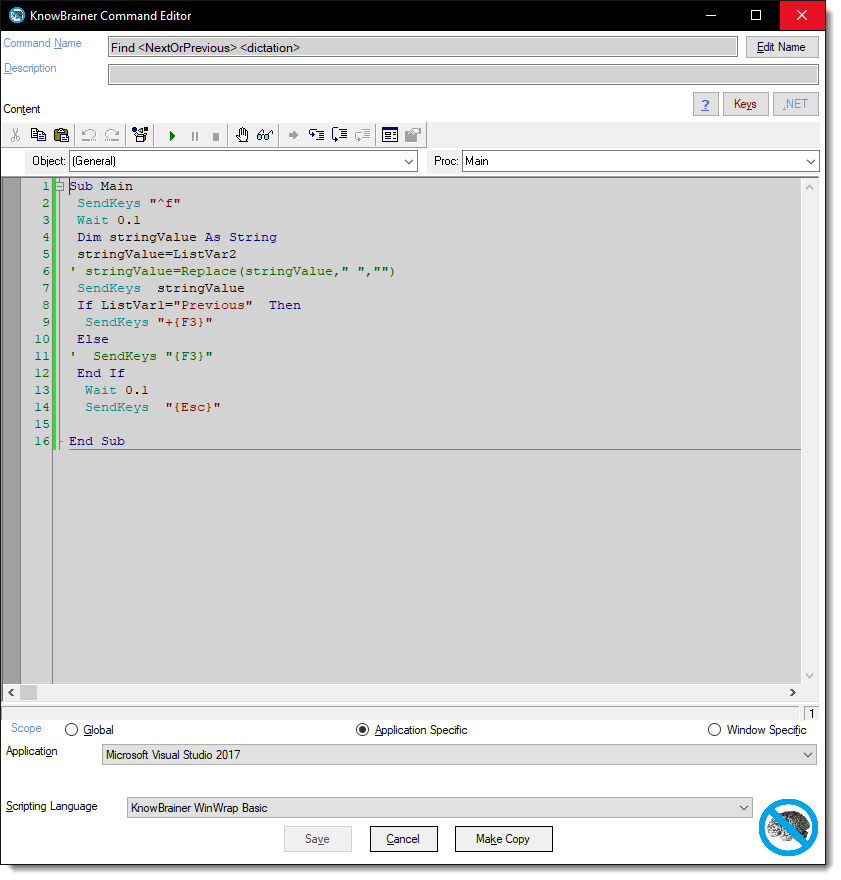 KnowBrainer Command Editor
Command Name
Find <NextOrPrevious> <dictation>
Edit Name
Description
Content
?
Keys
.NET
Object: (General)
Proc: Main
1 Sub Main
2 SendKeys "^f"
3 Wait 0.1
4 Dim stringValue As String
5 stringValue=ListVar2
6 ' stringValue=Replace(stringValue," ","")
7 SendKeys  stringValue
8 If ListVar1="Previous"  Then
9 SendKeys "+{F3}"
10 Else
11 '  SendKeys "{F3}"
12 End If
13 Wait 0.1
14 SendKeys  "{Esc}"
15
16 End Sub
1
Scope
Global
Application Specific
Window Specific
Application
Microsoft Visual Studio 2017
Scripting Language
KnowBrainer WinWrap Basic
Save
Cancel
Make Copy